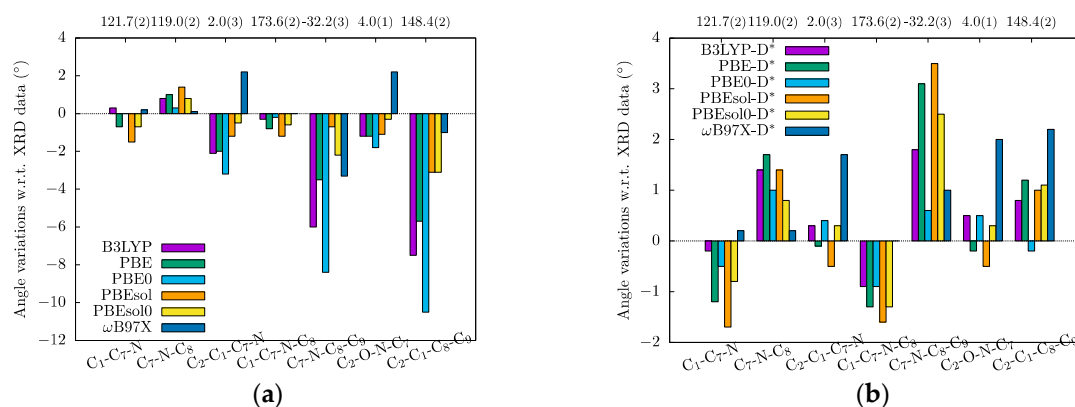 121.7(2) 119.0(2) 2.0(3) 173.6(2) -32.2(3) 4.0(1) 148.4(2)
4
2
0
−2
−4
−6
−8
−10
−12
Angle variations w.r.t. XRD data (°)
B3LYP
PBE
PBE0
PBEsol
PBEsol0
ωB97X
C₁-C₇-N
C₇-N-C₈
C₂-C₁-C₇-N
C₁-C₇-N-C₈
C₇-N-C₈-C₉
C₂-O-N-C₇
C₂-C₁-C₈-C₉
(a)
121.7(2) 119.0(2) 2.0(3) 173.6(2) -32.2(3) 4.0(1) 148.4(2)
4
3
2
1
0
−1
−2
Angle variations w.r.t. XRD data (°)
B3LYP-D*
PBE-D*
PBE0-D*
PBEsol-D*
PBEsol0-D*
ωB97X-D*
C₁-C₇-N
C₇-N-C₈
C₂-C₁-C₇-N
C₁-C₇-N-C₈
C₇-N-C₈-C₉
C₂-O-N-C₇
C₂-C₁-C₈-C₉
(b)